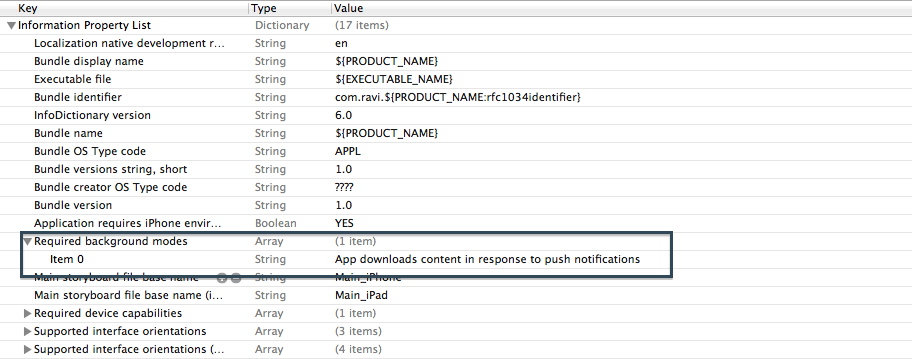 Key Type Value
Information Property List Dictionary (17 items)
Localization native development r... String en
Bundle display name String ${PRODUCT_NAME}
Executable file String ${EXECUTABLE_NAME}
Bundle identifier String com.ravi.${PRODUCT_NAME:rfc1034identifier}
InfoDictionary version String 6.0
Bundle name String ${PRODUCT_NAME}
Bundle OS Type code String APPL
Bundle versions string, short String 1.0
Bundle creator OS Type code String ????
Bundle version String 1.0
Application requires iPhone envir... Boolean YES
Required background modes Array (1 item)
Item 0 String App downloads content in response to push notifications
Main storyboard file base name String Main_iPhone
Main storyboard file base name (i... String Main_iPad
Required device capabilities Array (1 item)
Supported interface orientations Array (3 items)
Supported interface orientations (... Array (4 items)